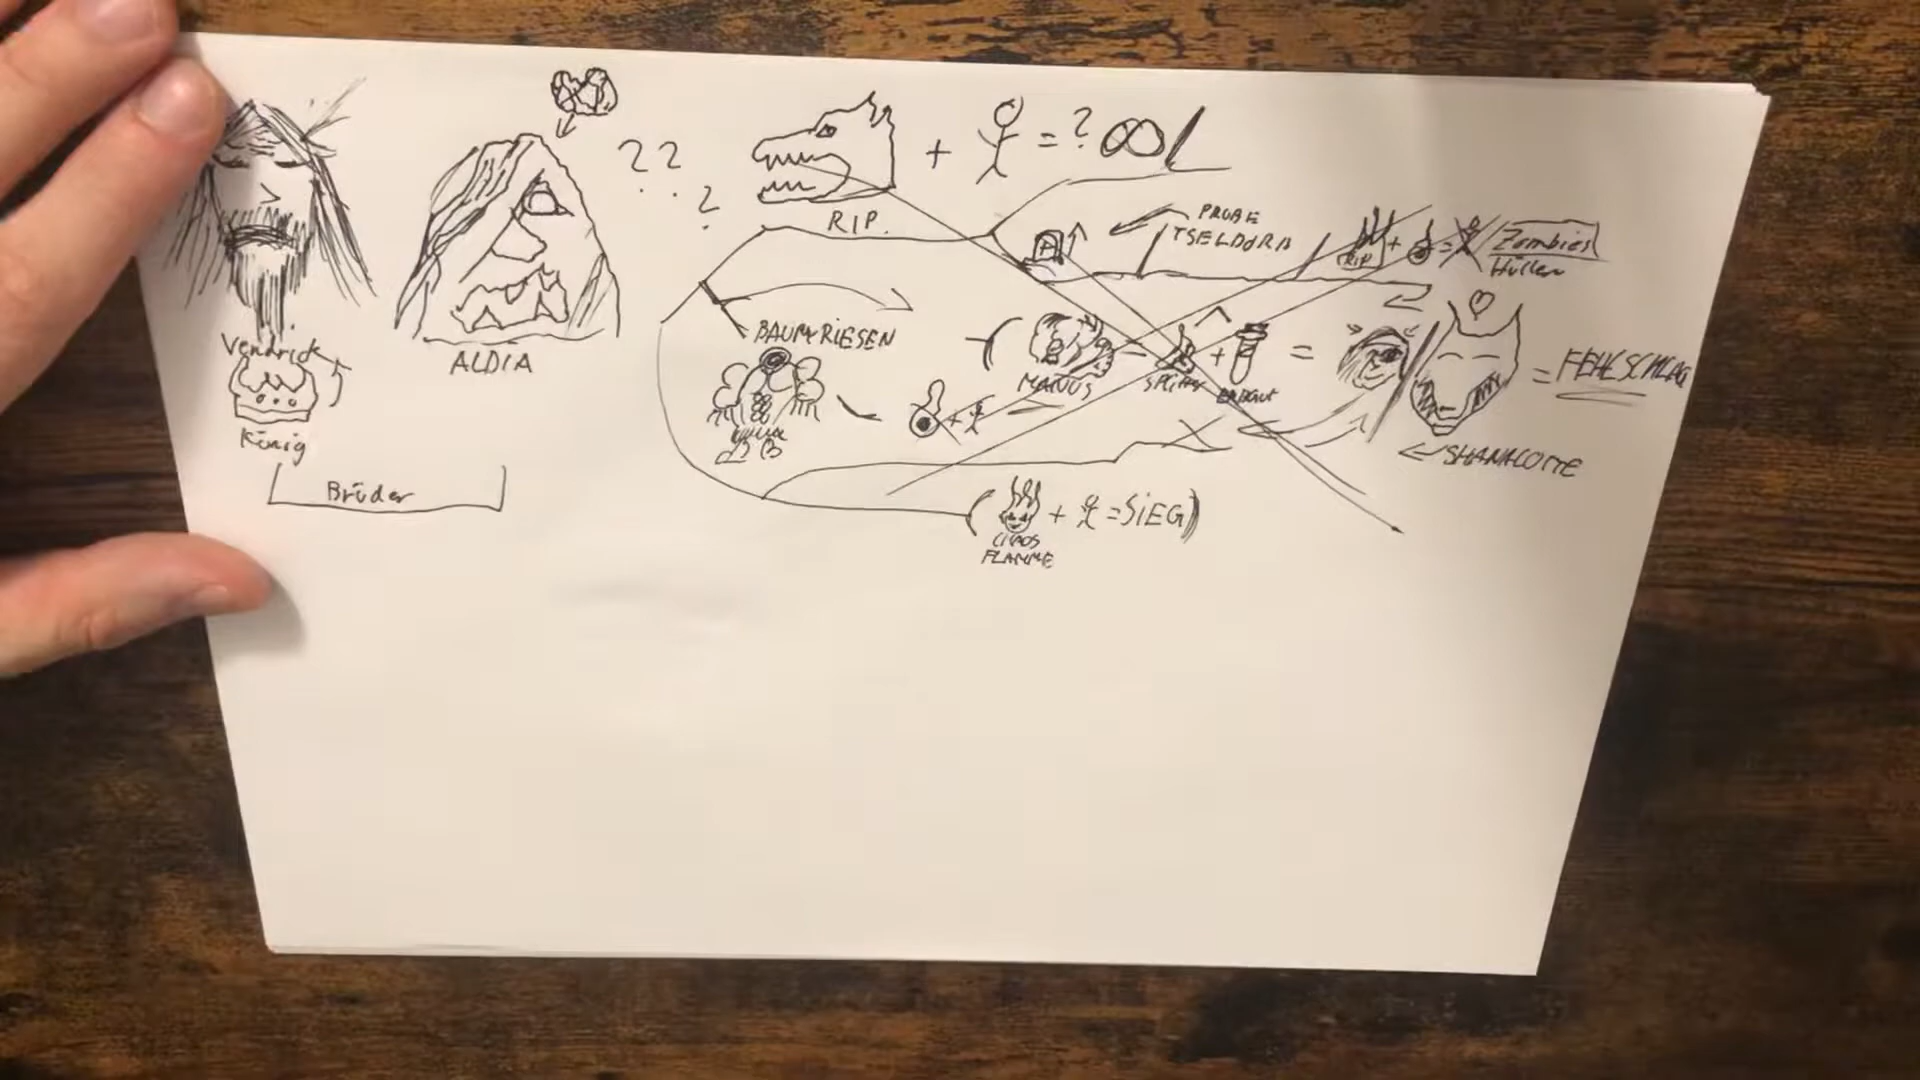 ??
?
+ = ? ∞
R.I.P.
PROBE
TSELDORA
A
RIP + = Zombies
Hüllen
BAUMRIESEN
Vendrick
König
ALDIA
Brüder
MANUS
+ =
= FEHLSCHLAG
+
SHANALOTTE
( + = SIEG)
CHAOS
FLAMME